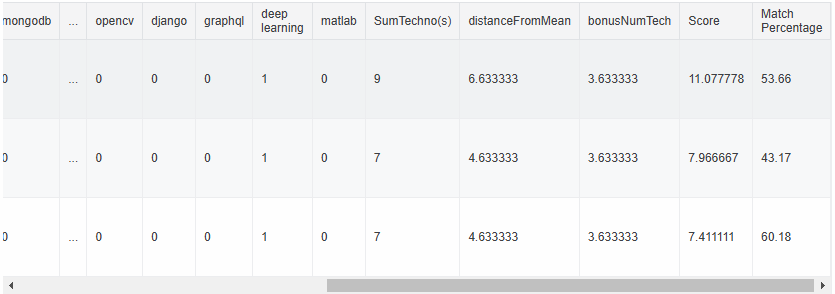 mongodb ... opencv django graphql deep learning matlab SumTechno(s) distanceFromMean bonusNumTech Score Match Percentage
0 ... 0 0 0 1 0 9 6.633333 3.633333 11.077778 53.66
0 ... 0 0 0 1 0 7 4.633333 3.633333 7.966667 43.17
0 ... 0 0 0 1 0 7 4.633333 3.633333 7.411111 60.18